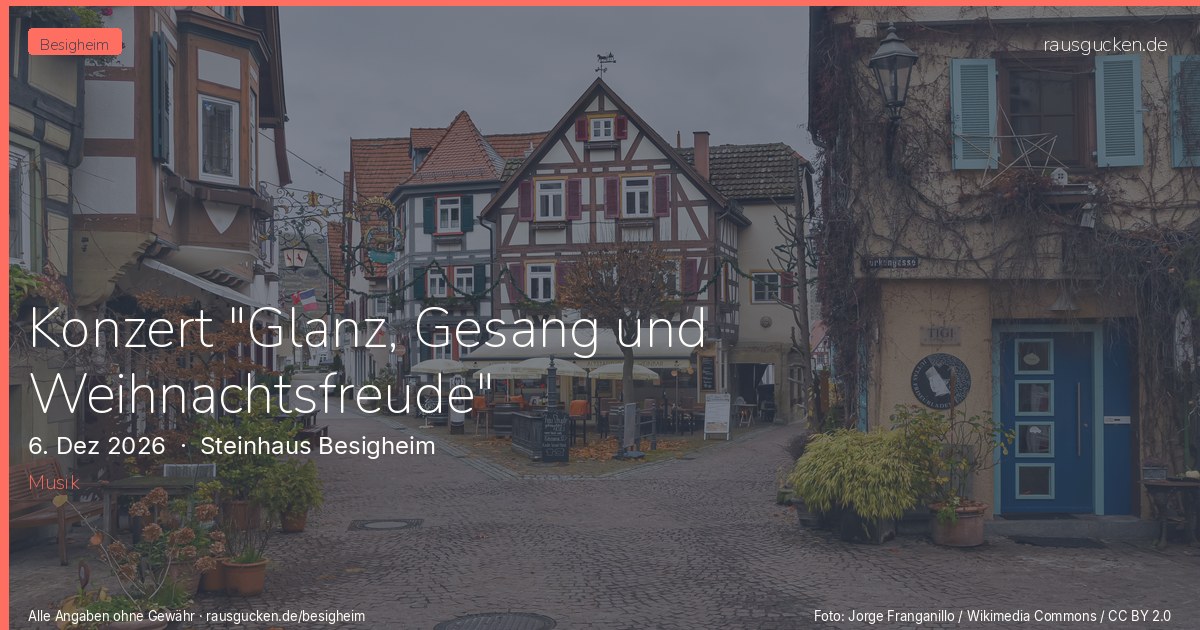 Besigheim
rausgucken.de
Konzert "Glanz, Gesang und
Weihnachtsfreude"
6. Dez 2026 · Steinhaus Besigheim
Musik
Alle Angaben ohne Gewähr · rausgucken.de/besigheim
Foto: Jorge Franganillo / Wikimedia Commons / CC BY 2.0